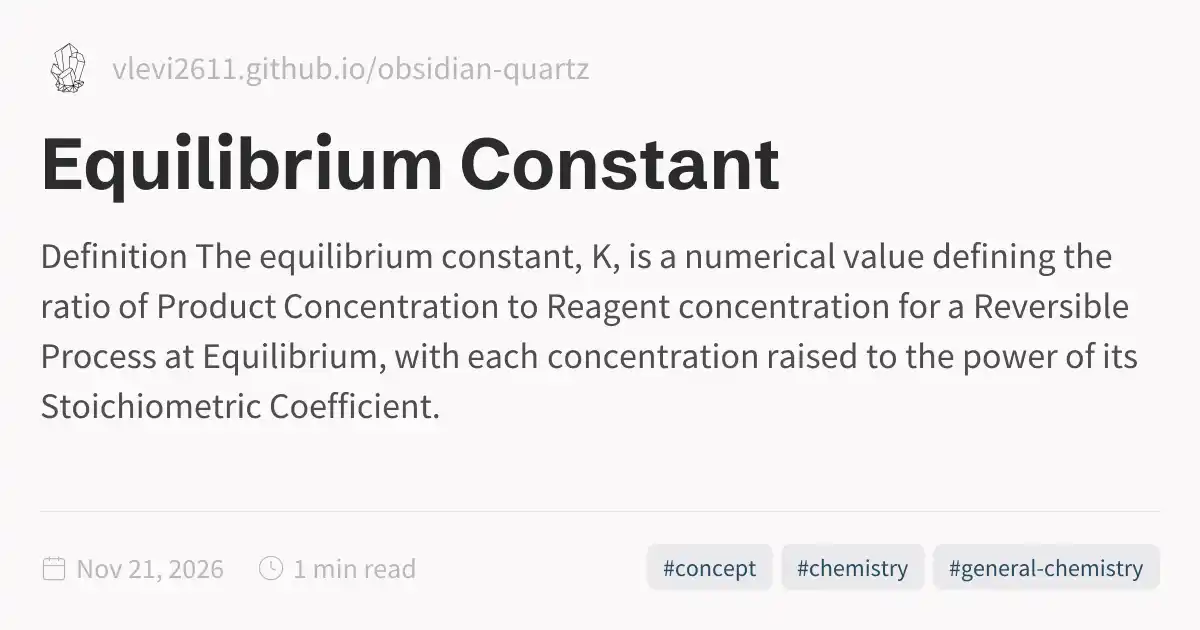 vlevi2611.github.io/obsidian-quartz
Equilibrium Constant
Definition The equilibrium constant, K, is a numerical value defining the
ratio of Product Concentration to Reagent concentration for a Reversible
Process at Equilibrium, with each concentration raised to the power of its
Stoichiometric Coefficient.
Nov 21, 2026 1 min read #concept #chemistry #general-chemistry